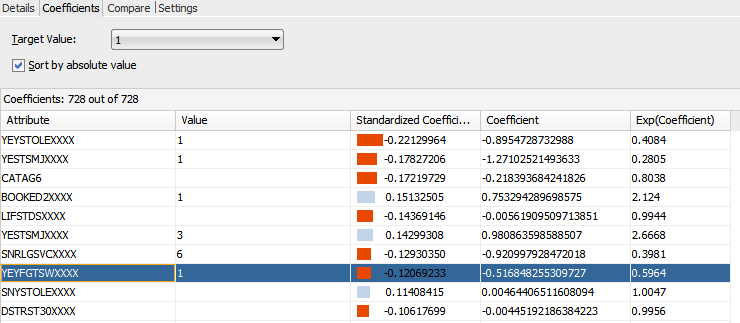 Details Coefficients Compare Settings
Target Value: 1
Sort by absolute value
Coefficients: 728 out of 728
Attribute Value Standardized Coeffici... Coefficient Exp(Coefficient)
YEYSTOLEXXXX 1 -0.22129964 -0.8954728732988 0.4084
YESTSMJXXXX 1 -0.17827206 -1.27102521493633 0.2805
CATAG6 -0.17219729 -0.218393684241826 0.8038
BOOKED2XXXX 1 0.15132505 0.753294289698575 2.124
LIFSTDSXXXX -0.14369146 -0.00561909509713851 0.9944
YESTSMJXXXX 3 0.14299308 0.980863598588507 2.6668
SNRLGSVCXXXX 6 -0.12930350 -0.920997928472018 0.3981
YEYFGTSWXXXX 1 -0.12069233 -0.516848255309727 0.5964
SNYSTOLEXXXX 0.11408415 0.00464406511608094 1.0047
DSTRST30XXXX -0.10617699 -0.00445192186384223 0.9956